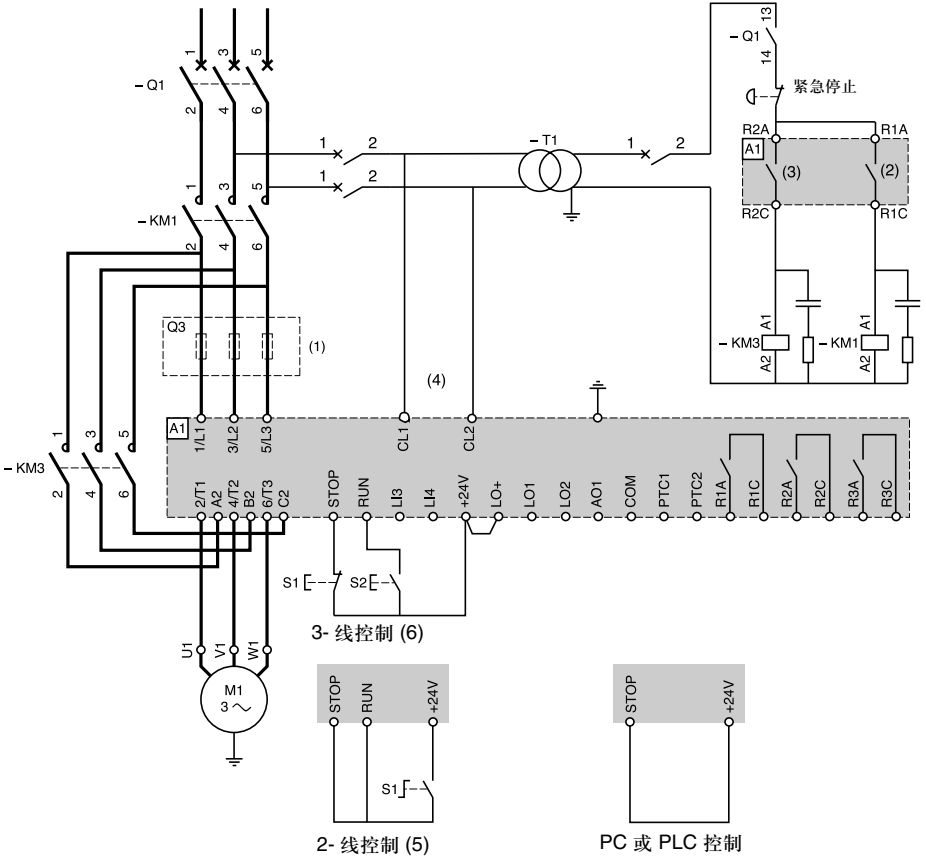 1 3 5
– Q1
2 4 6
1 2
1 2
– T1
1 2
13
– Q1
14
紧急停止
R2A R1A
A1
(3) (2)
R2C R1C
1 3 5
– KM1
2 4 6
Q3
(1)
(4)
A1 A1
– KM3 – KM1
A2 A2
A1
1/L1 3/L2 5/L3 CL1 CL2
1 3 5
– KM3
2 4 6
2/T1 A2 4/T2 B2 6/T3 C2 STOP RUN LI3 LI4 +24V LO+ LO1 LO2 AO1 COM PTC1 PTC2 R1A R1C R2A R2C R3A R3C
S1 S2
3- 线控制 (6)
U1 V1 W1
M1
3 ~
STOP RUN +24V
S1
2- 线控制 (5)
STOP +24V
PC 或 PLC 控制